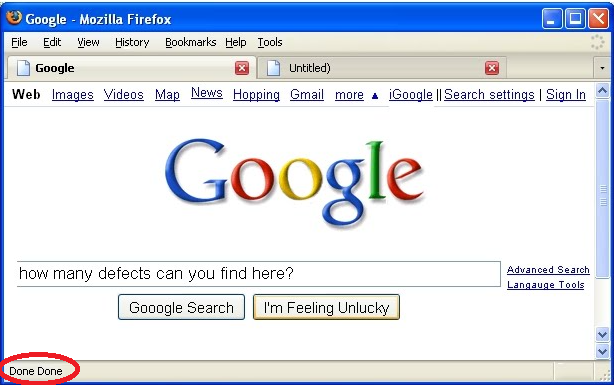 Google - Mozilla Firefox
File Edit View History Bookmarks Help Tools
Google Untitled)
Web Images Videos Map News Hopping Gmail more ▲ iGoogle || Search settings | Sign In
Google
how many defects can you find here? Advanced Search
Langauge Tools
Gooogle Search I'm Feeling Unlucky
Done Done